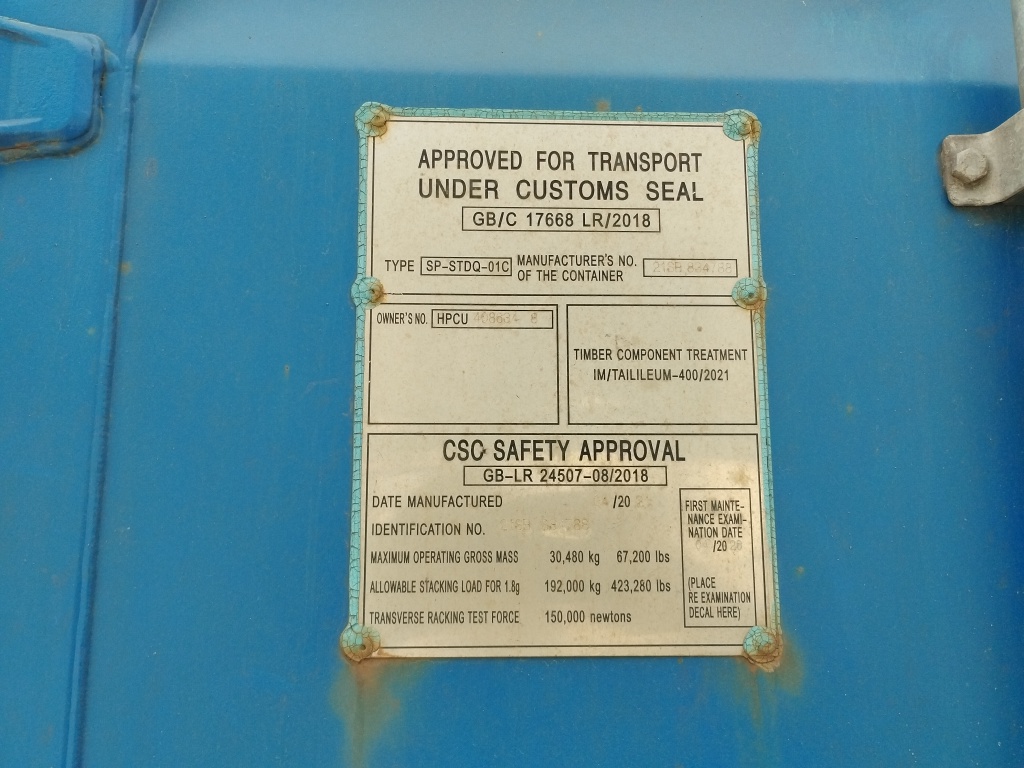 APPROVED FOR TRANSPORT
UNDER CUSTOMS SEAL
GB/C 17668 LR/2018
TYPE SP-STDQ-01C MANUFACTURER'S NO.
OF THE CONTAINER
OWNER'S NO. HPCU
TIMBER COMPONENT TREATMENT
IM/TAILILEUM-400/2021
CSC SAFETY APPROVAL
GB-LR 24507-08/2018
DATE MANUFACTURED /20
IDENTIFICATION NO.
MAXIMUM OPERATING GROSS MASS 30,480 kg 67,200 lbs
ALLOWABLE STACKING LOAD FOR 1.8g 192,000 kg 423,280 lbs
TRANSVERSE RACKING TEST FORCE 150,000 newtons
FIRST MAINTE-
NANCE EXAMI-
NATION DATE
/20
(PLACE
RE EXAMINATION
DECAL HERE)